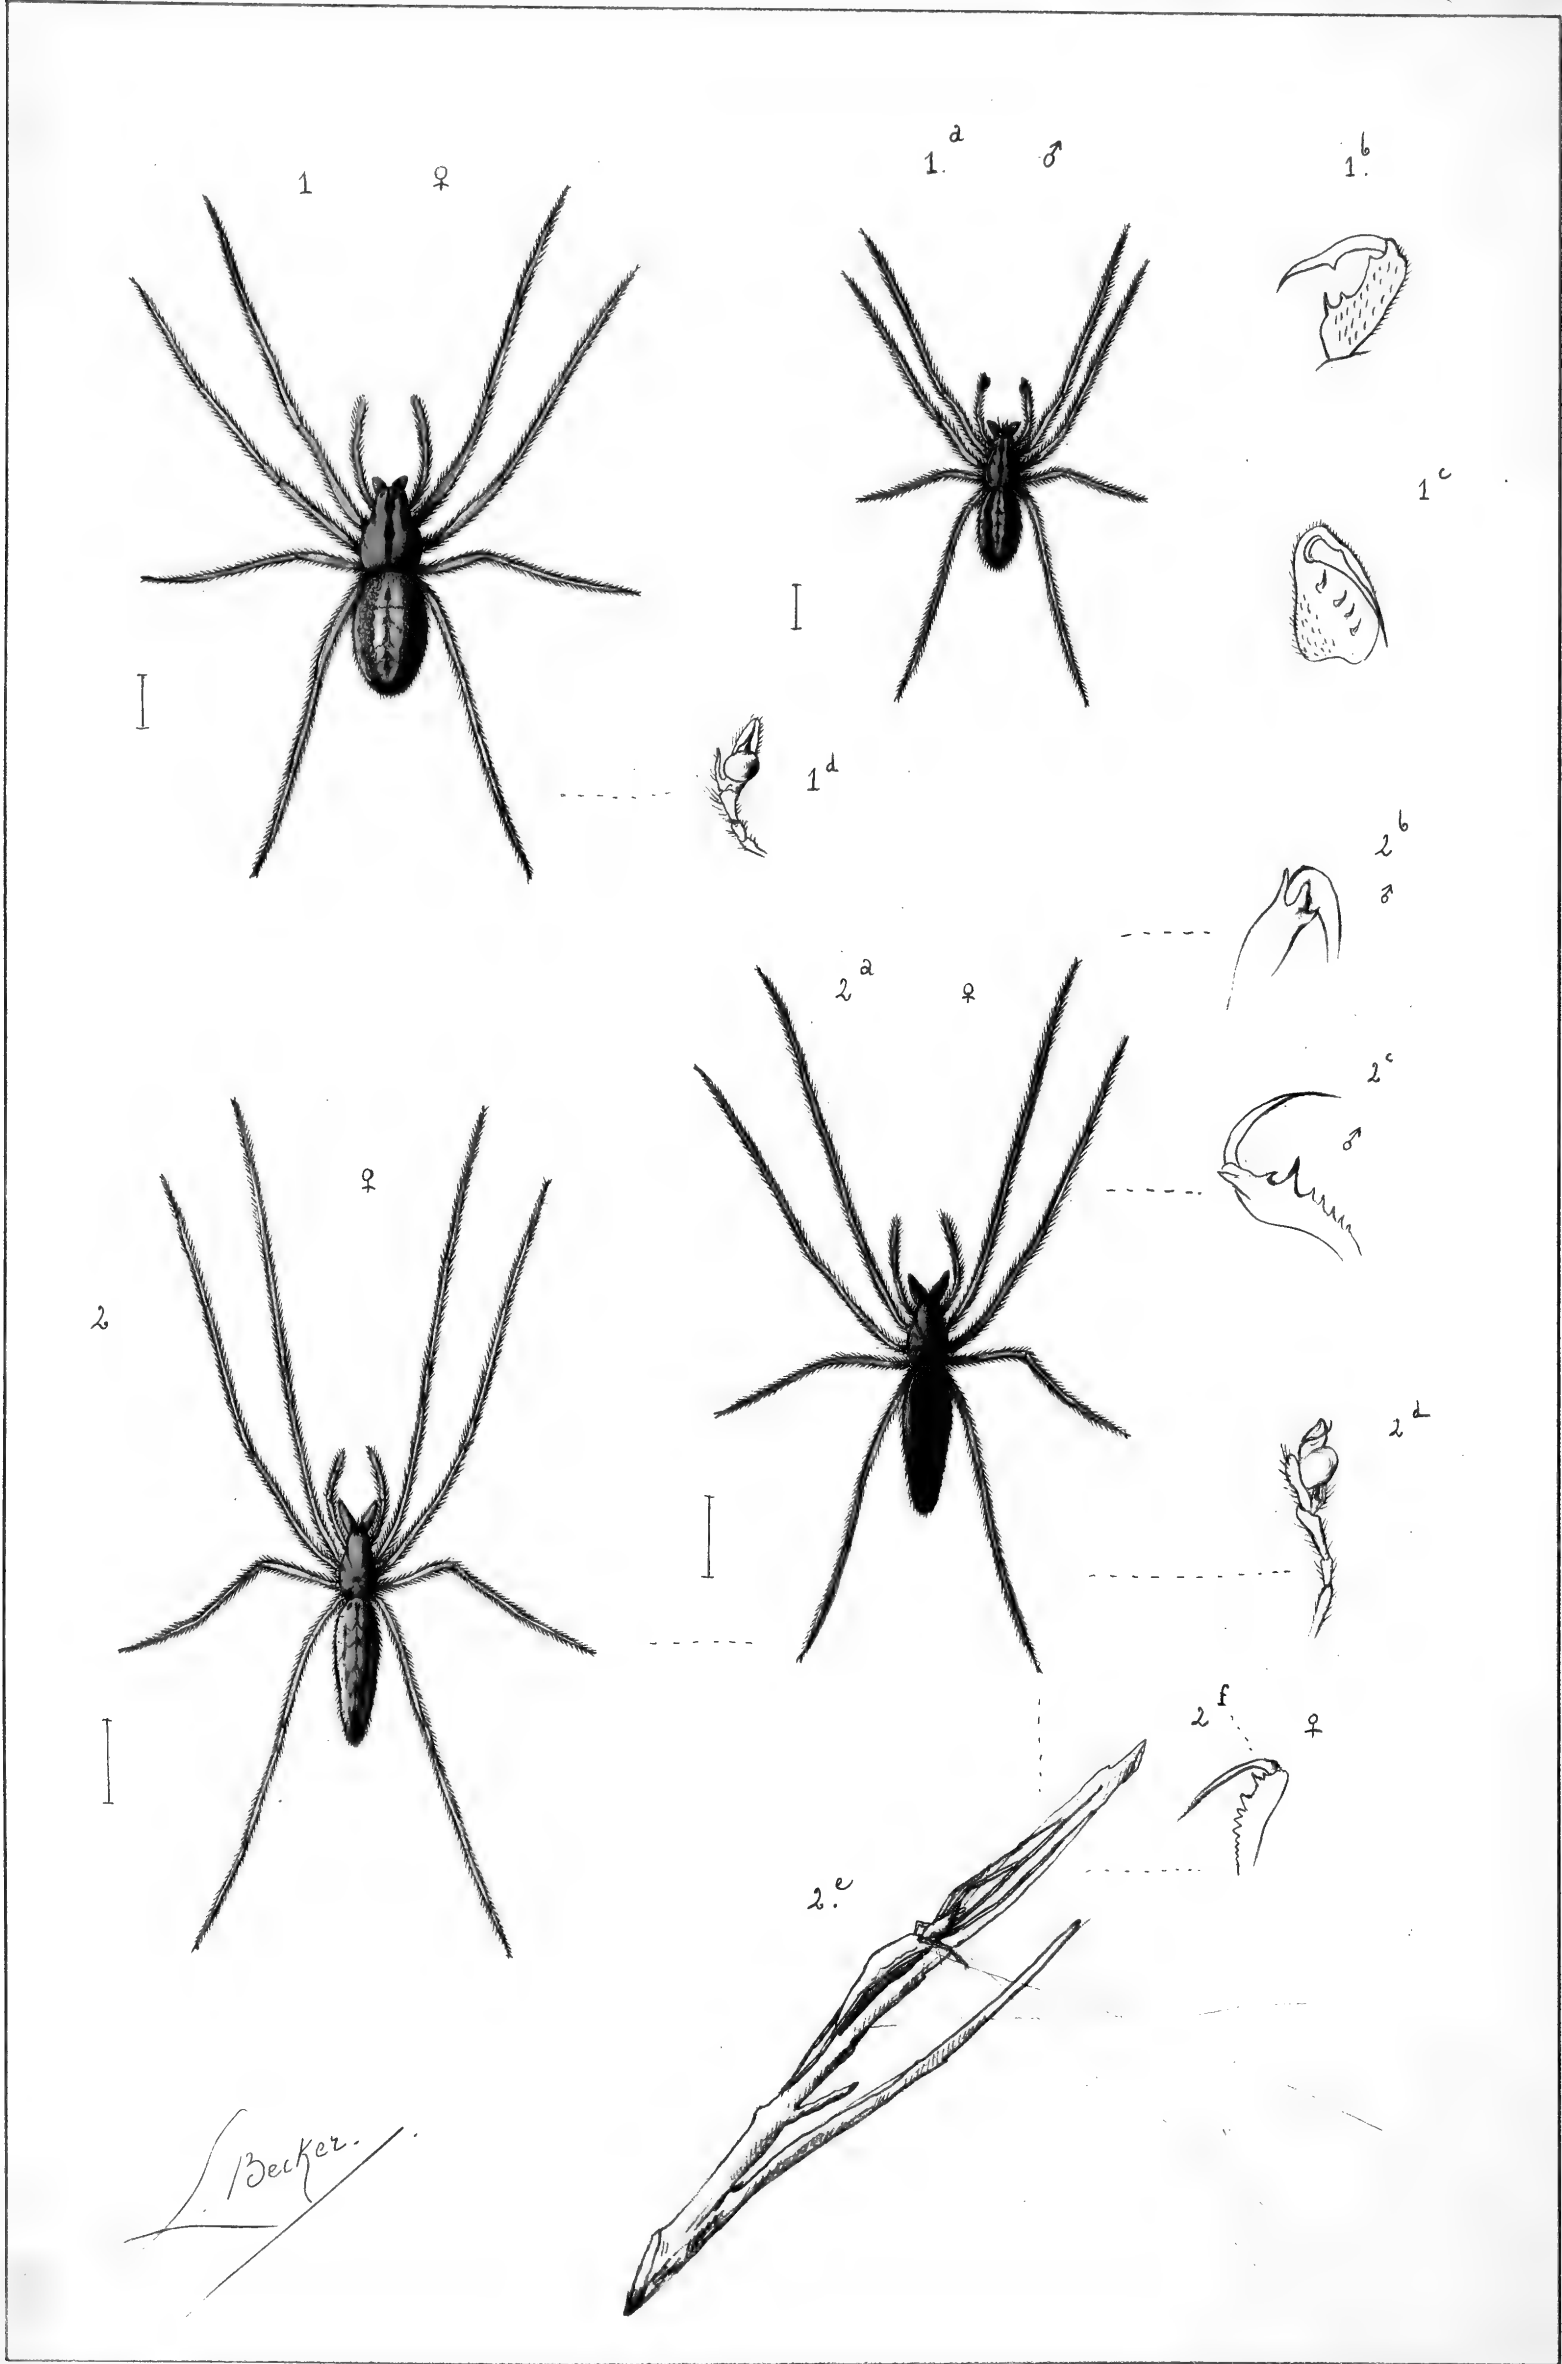 1 ♀
1.a ♂
1.b
1c
1d
2b
♂
2a ♀
2c
♂
♀
2
2d
2f ♀
2.e
L. Becker.